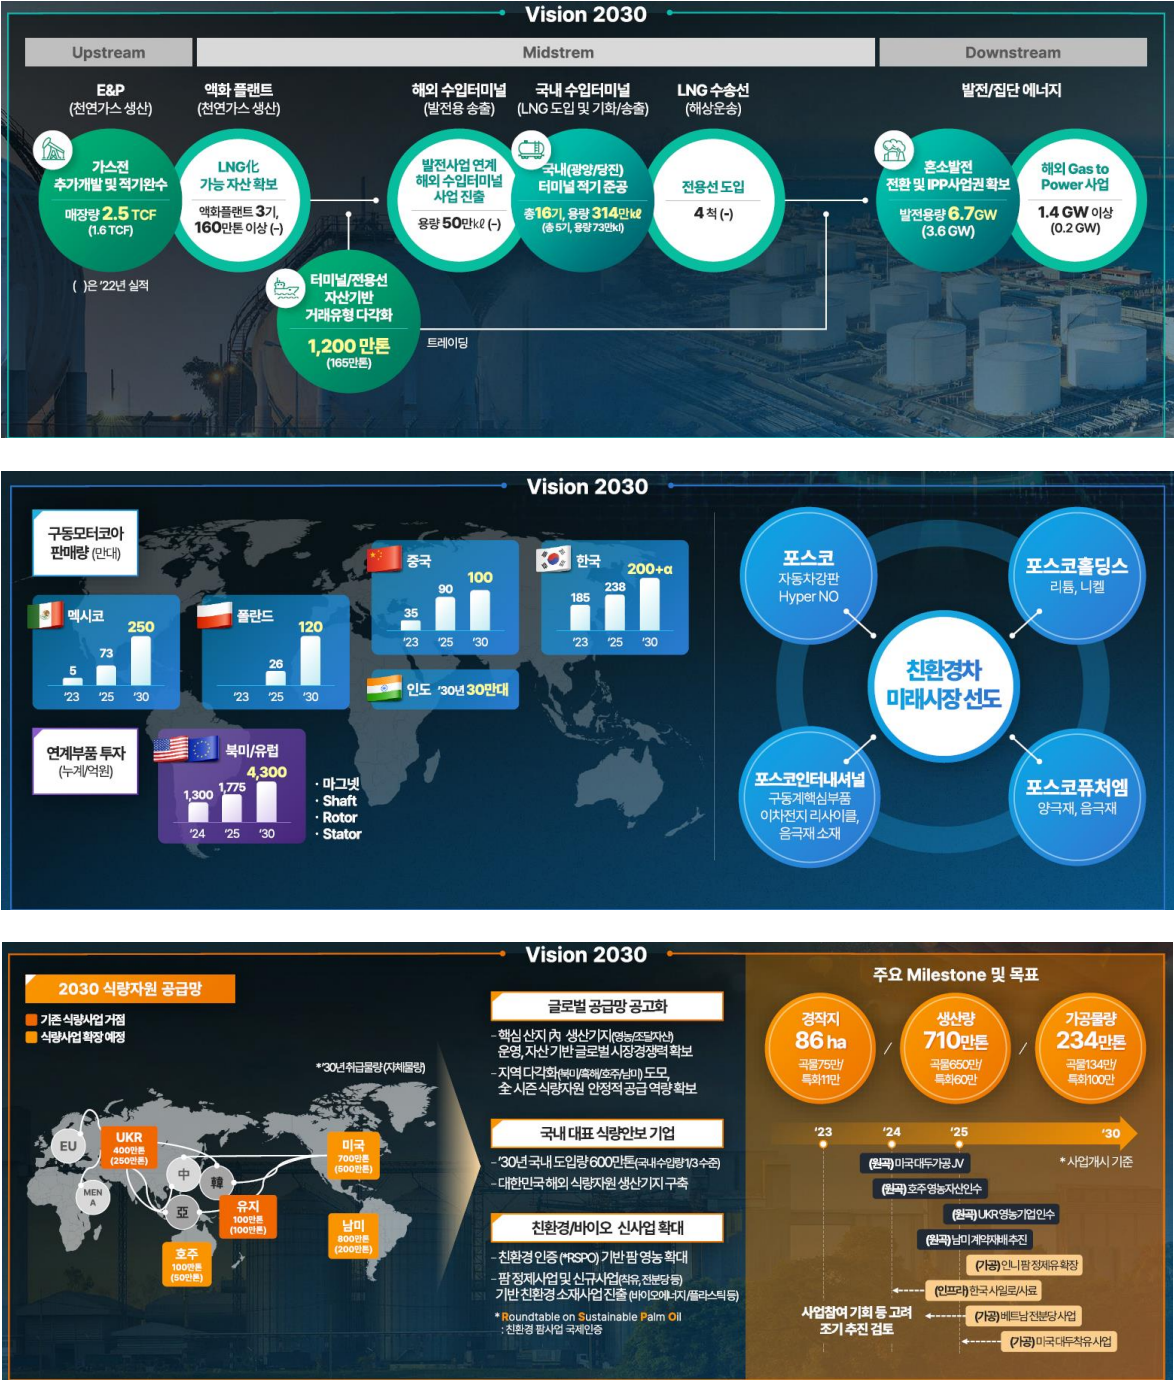 Vision 2030
Upstream
Midstrem
Downstream
E&P
(천연가스 생산)
액화 플랜트
(천연가스 생산)
해외 수입터미널
(발전용 송출)
국내 수입터미널
(LNG 도입 및 기화/송출)
LNG 수송선
(해상운송)
발전/집단 에너지
가스전
추가개발 및 적기완수
매장량 2.5 TCF
(1.6 TCF)
LNG化
가능 자산 확보
액화플랜트 3기,
160만톤 이상 (-)
발전사업 연계
해외 수입터미널
사업 진출
용량 50만㎘ (-)
국내(광양/당진)
터미널 적기 준공
총16기, 용량 314만㎘
(총 5기, 용량 73만kl)
전용선 도입
4 척 (-)
혼소발전
전환 및 IPP사업권 확보
발전용량 6.7GW
(3.6 GW)
해외 Gas to
Power 사업
1.4 GW 이상
(0.2 GW)
( )은 '22년 실적
터미널/전용선
자산기반
거래유형 다각화
1,200 만톤
(165만톤)
트레이딩
Vision 2030
구동모터코아
판매량 (만대)
멕시코
250
73
5
'23 '25 '30
폴란드
120
26
'23 '25 '30
중국
100
90
35
'23 '25 '30
한국
200+α
238
185
'23 '25 '30
인도 '30년 30만대
연계부품 투자
(누계/억원)
북미/유럽
4,300
1,775
1,300
'24 '25 '30
· 마그넷
· Shaft
· Rotor
· Stator
포스코
자동차강판
Hyper NO
포스코홀딩스
리튬, 니켈
친환경차
미래시장 선도
포스코인터내셔널
구동계핵심부품
이차전지 리사이클,
음극재 소재
포스코퓨처엠
양극재, 음극재
Vision 2030
2030 식량자원 공급망
기존 식량사업 거점
식량사업 확장 예정
*'30년 취급물량 (자체물량)
EU
UKR
400만톤
(250만톤)
MEN
A
中
韓
亞
미국
700만톤
(500만톤)
유지
100만톤
(100만톤)
남미
800만톤
(200만톤)
호주
100만톤
(50만톤)
글로벌 공급망 공고화
- 핵심 산지 內 생산기지(영농/조달자산)
운영, 자산 기반 글로벌 시장경쟁력 확보
- 지역 다각화(북미/흑해/호주/남미) 도모,
全 시즌 식량자원 안정적 공급 역량 확보
국내 대표 식량안보 기업
- '30년 국내 도입량 600만톤(국내 수입량 1/3 수준)
- 대한민국 해외 식량자원 생산기지 구축
친환경/바이오 신사업 확대
- 친환경 인증 (*RSPO) 기반 팜 영농 확대
- 팜 정제사업 및 신규사업(착유, 전분당 등)
기반 친환경 소재사업 진출 (바이오에너지/플라스틱 등)
* Roundtable on Sustainable Palm Oil
: 친환경 팜사업 국제인증
주요 Milestone 및 목표
경작지
86 ha
곡물75만/
특화11만
/
생산량
710만톤
곡물650만/
특화60만
/
가공물량
234만톤
곡물134만/
특화100만
'23 '24 '25 '30
* 사업개시 기준
(원곡) 미국 대두가공 JV
(원곡) 호주 영농자산 인수
(원곡) UKR 영농기업 인수
(원곡) 남미 계약재배 추진
(가공) 인니 팜 정제유 확장
(인프라) 한국 사일로/사료
사업참여 기회 등 고려
조기 추진 검토
(가공) 베트남 전분당 사업
(가공) 미국 대두착유 사업